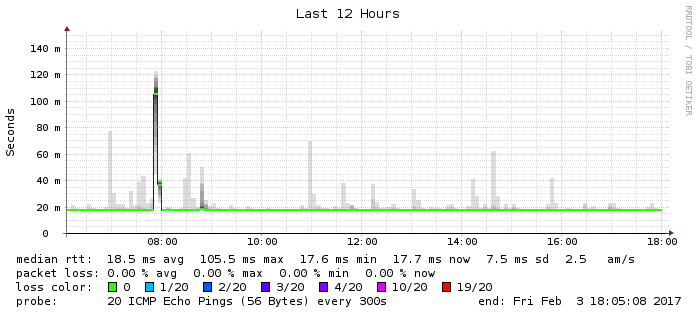 Last 12 Hours
RRDTOOL / TOBI OETIKER
Seconds
140 m
120 m
100 m
80 m
60 m
40 m
20 m
0
08:00 10:00 12:00 14:00 16:00 18:00
median rtt: 18.5 ms avg 105.5 ms max 17.6 ms min 17.7 ms now 7.5 ms sd 2.5 am/s
packet loss: 0.00 % avg 0.00 % max 0.00 % min 0.00 % now
loss color: 0 1/20 2/20 3/20 4/20 10/20 19/20
probe: 20 ICMP Echo Pings (56 Bytes) every 300s end: Fri Feb 3 18:05:08 2017